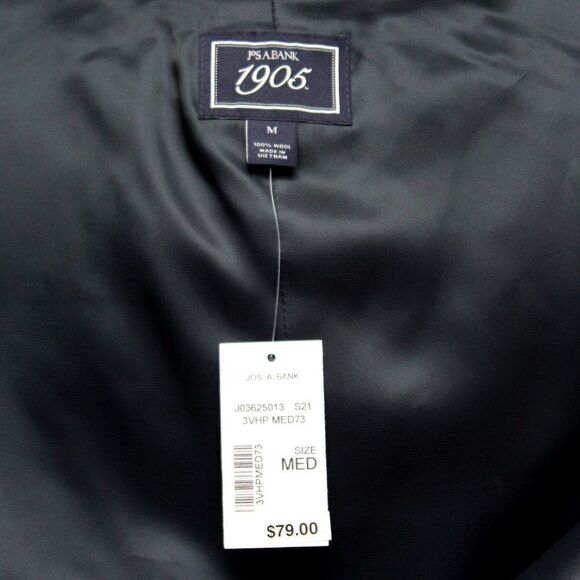 JOS.A.BANK
1905
M
100% WOOL
MADE IN
VIETNAM
JOS. A. BANK
J03625013 S21
3VHP MED73
3VHPMED73
SIZE
MED
$79.00